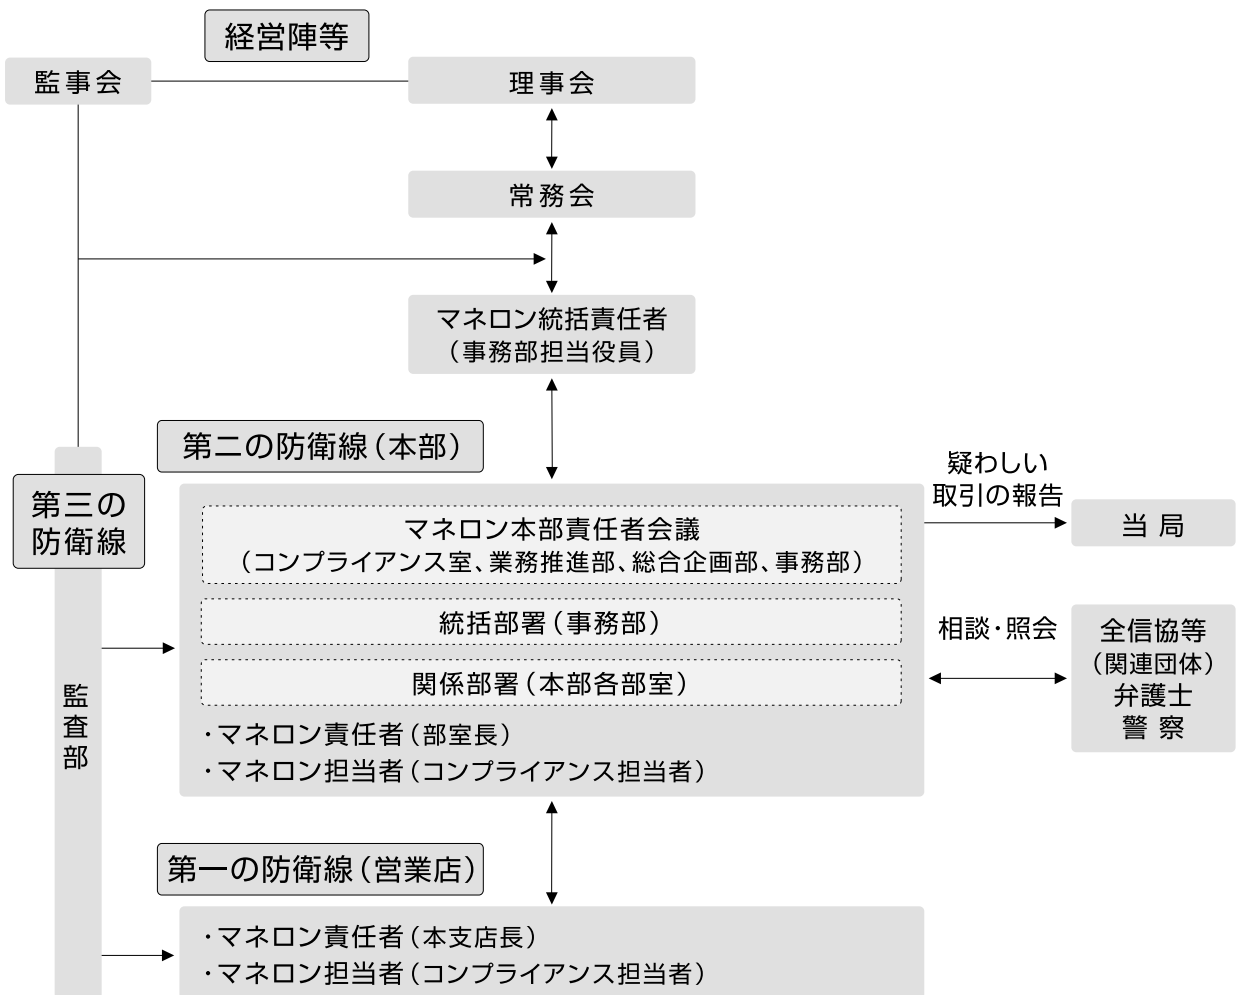 経営陣等
監事会
理事会
常務会
マネロン統括責任者
（事務部担当役員）
第二の防衛線（本部）
第三の
防衛線
マネロン本部責任者会議
（コンプライアンス室、業務推進部、総合企画部、事務部）
統括部署（事務部）
関係部署（本部各部室）
・マネロン責任者（部室長）
・マネロン担当者（コンプライアンス担当者）
疑わしい
取引の報告
当局
相談・照会
全信協等
（関連団体）
弁護士
警察
監査部
第一の防衛線（営業店）
・マネロン責任者（本支店長）
・マネロン担当者（コンプライアンス担当者）